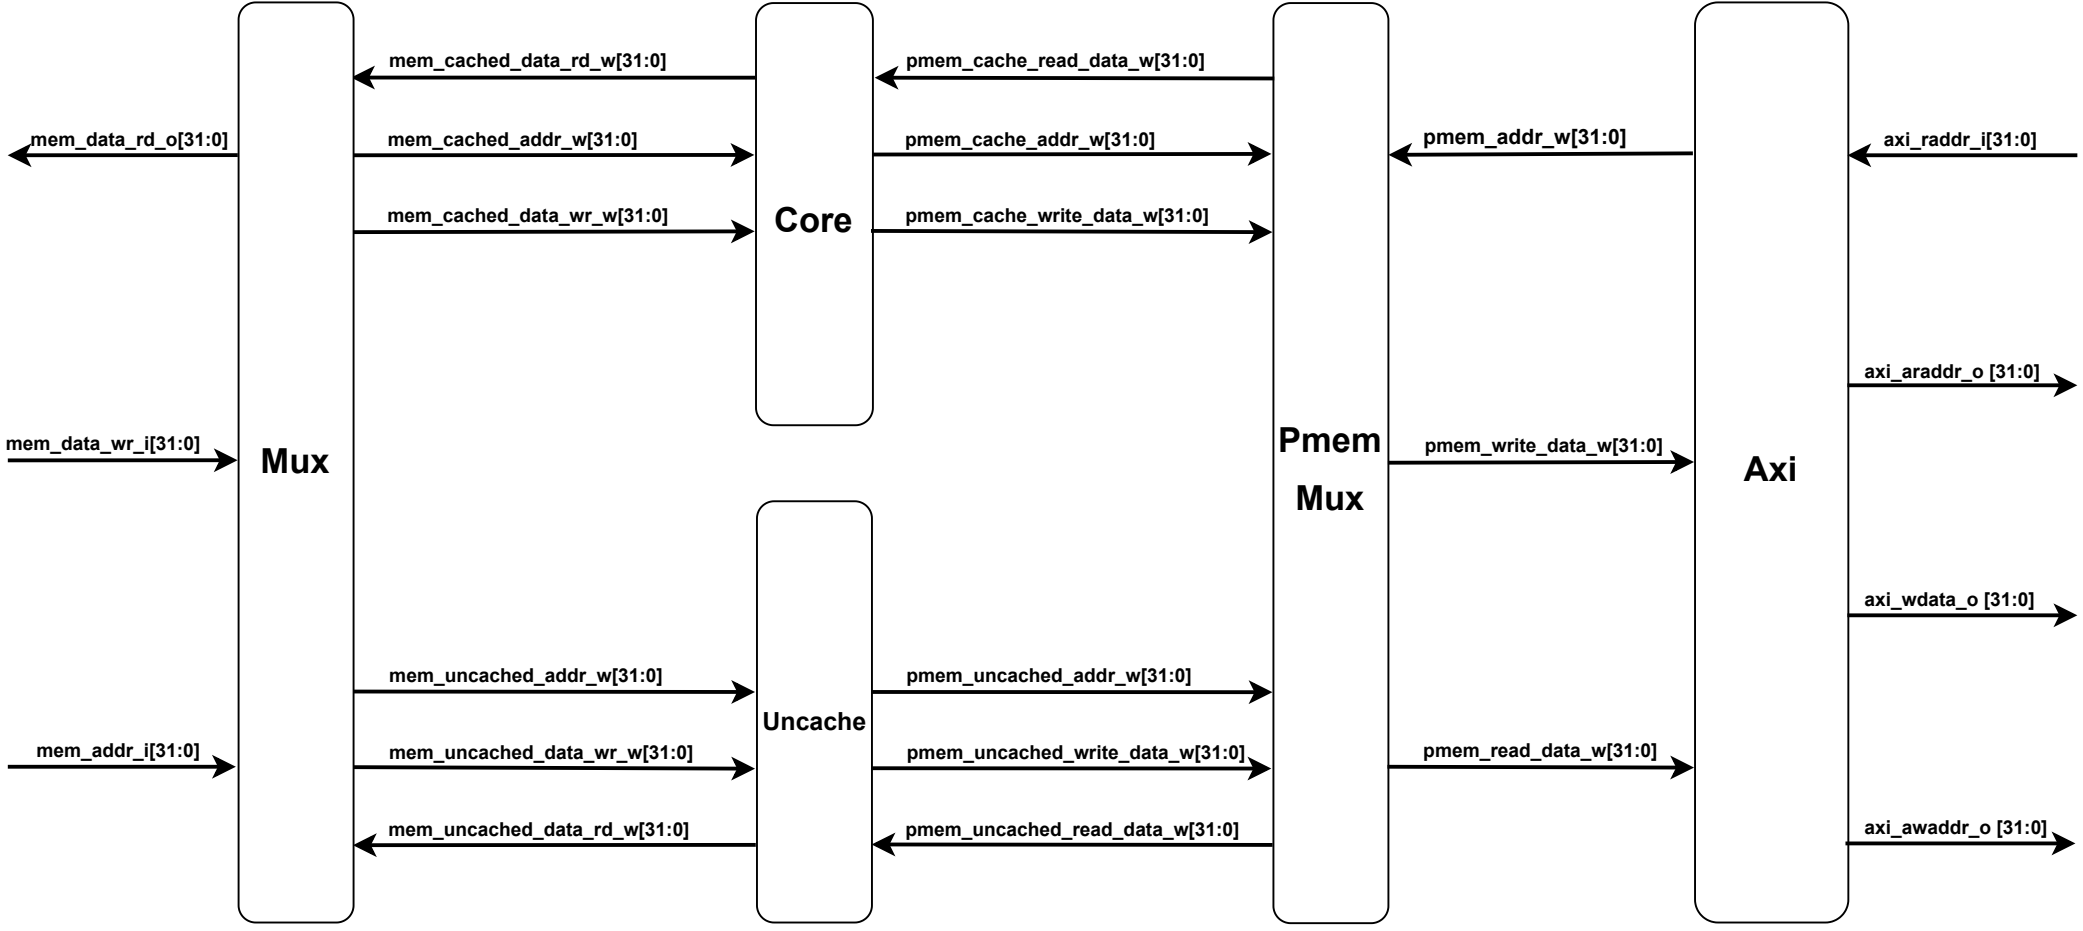 mem_cached_data_rd_w[31:0]
pmem_cache_read_data_w[31:0]
mem_data_rd_o[31:0]
mem_cached_addr_w[31:0]
pmem_cache_addr_w[31:0]
pmem_addr_w[31:0]
axi_raddr_i[31:0]
mem_cached_data_wr_w[31:0]
Core
pmem_cache_write_data_w[31:0]
axi_araddr_o [31:0]
mem_data_wr_i[31:0]
Mux
Pmem
Mux
pmem_write_data_w[31:0]
Axi
axi_wdata_o [31:0]
mem_uncached_addr_w[31:0]
pmem_uncached_addr_w[31:0]
Uncache
mem_addr_i[31:0]
mem_uncached_data_wr_w[31:0]
pmem_uncached_write_data_w[31:0]
pmem_read_data_w[31:0]
mem_uncached_data_rd_w[31:0]
pmem_uncached_read_data_w[31:0]
axi_awaddr_o [31:0]